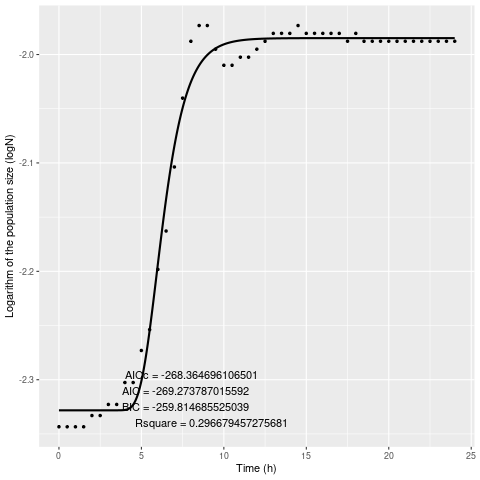 -2.0
-2.1
-2.2
-2.3
Logarithm of the population size (logN)
AICc = -268.364696106501
AIC = -269.273787015592
BIC = -259.814685525039
Rsquare = 0.296679457275681
0 5 10 15 20 25
Time (h)